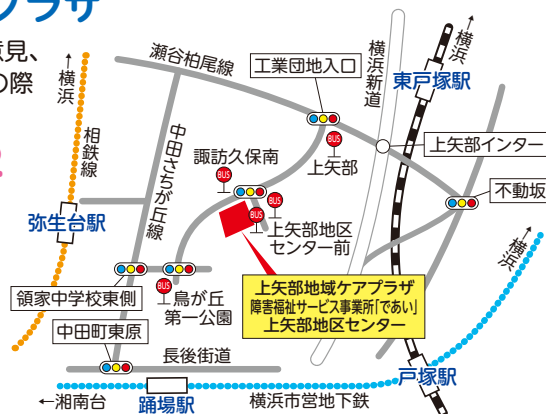 プラザ
意見、
の際
←横浜
相鉄線
弥生台駅
瀬谷柏尾線
中田さちが丘線
工業団地入口
横浜新道
←横浜
東戸塚駅
BUS
上矢部
上矢部インター
諏訪久保南
BUS
BUS
BUS
上矢部地区
センター前
不動坂
←横浜
領家中学校東側
BUS
鳥が丘
第一公園
上矢部地域ケアプラザ
障害福祉サービス事業所「であい」
上矢部地区センター
中田町東原
長後街道
戸塚駅
←湘南台
踊場駅
横浜市営地下鉄